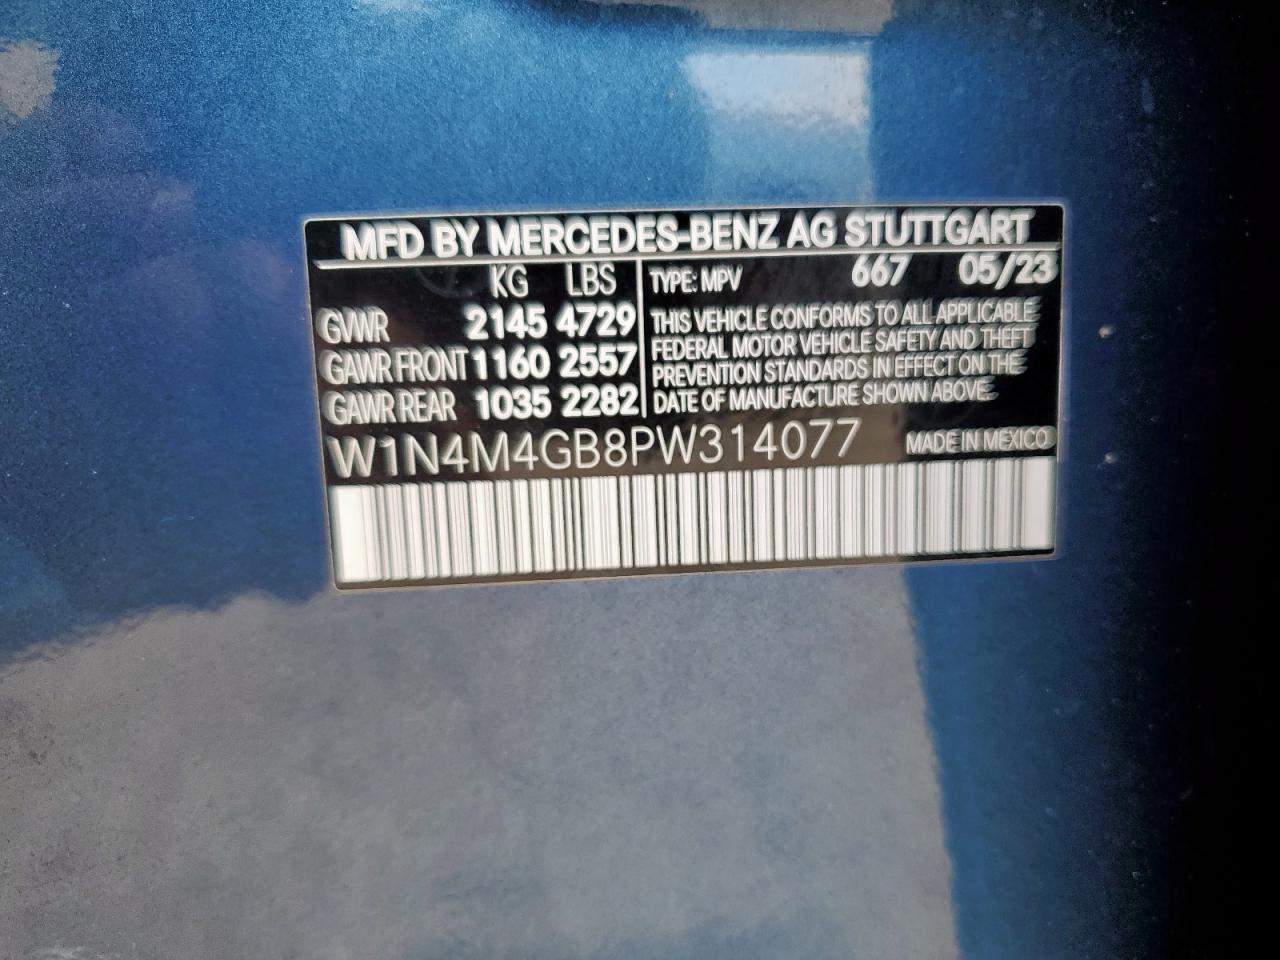 MFD BY MERCEDES-BENZ AG STUTTGART
KG LBS
GVWR 2145 4729
GAWR FRONT 1160 2557
GAWR REAR 1035 2282
TYPE: MPV 667 05/23
THIS VEHICLE CONFORMS TO ALL APPLICABLE
FEDERAL MOTOR VEHICLE SAFETY AND THEFT
PREVENTION STANDARDS IN EFFECT ON THE
DATE OF MANUFACTURE SHOWN ABOVE.
W1N4M4GB8PW314077 MADE IN MEXICO